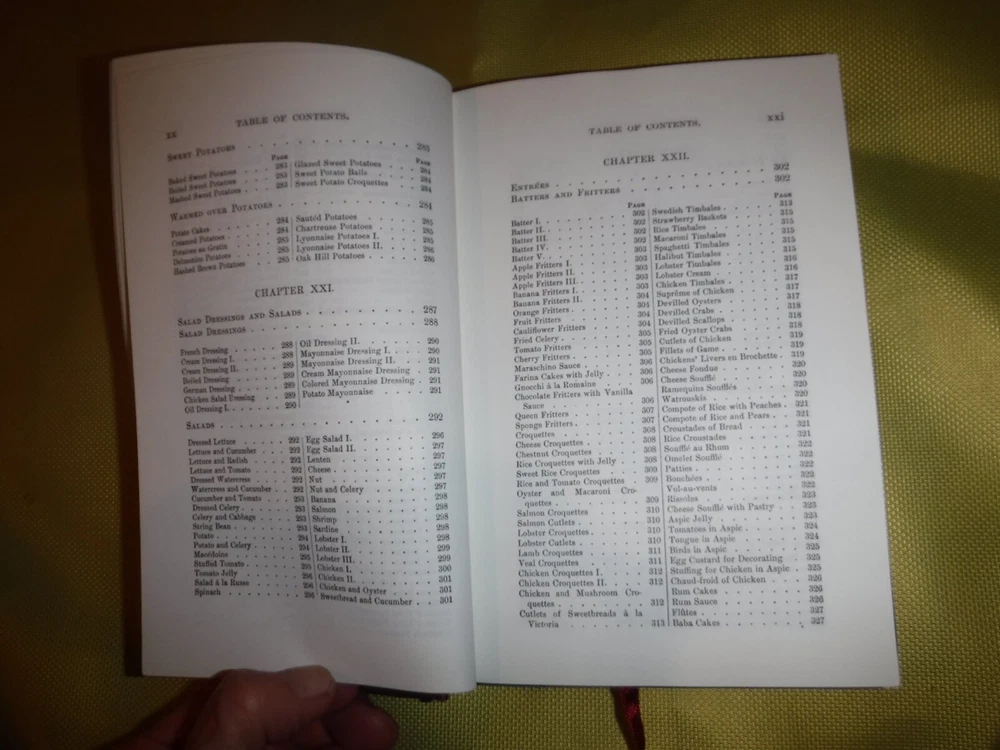 xx
TABLE OF CONTENTS.
SWEET POTATOES . . . 283
PAGE
Baked Sweet Potatoes . . . 283
Boiled Sweet Potatoes . . . 283
Mashed Sweet Potatoes . . . 283
PAGE
Glazed Sweet Potatoes . . . 284
Sweet Potato Balls . . . 284
Sweet Potato Croquettes . . . 284
WARMED OVER POTATOES . . . 284
Potato Cakes . . . 284
Creamed Potatoes . . . 284
Potatoes au Gratin . . . 285
Delmonico Potatoes . . . 285
Hashed Brown Potatoes . . . 285
Sautéd Potatoes . . . 285
Chartreuse Potatoes . . . 285
Lyonnaise Potatoes I. . . . 285
Lyonnaise Potatoes II. . . . 285
Oak Hill Potatoes . . . 286
CHAPTER XXI.
SALAD DRESSINGS AND SALADS . . . 287
SALAD DRESSINGS . . . 288
French Dressing . . . 288
Cream Dressing I. . . . 288
Cream Dressing II. . . . 289
Boiled Dressing . . . 289
German Dressing . . . 289
Chicken Salad Dressing . . . 289
Oil Dressing I. . . . 290
Oil Dressing II. . . . 290
Mayonnaise Dressing I. . . . 290
Mayonnaise Dressing II. . . . 291
Cream Mayonnaise Dressing . . . 291
Colored Mayonnaise Dressing . . . 291
Potato Mayonnaise . . . 291
SALADS . . . 292
Dressed Lettuce . . . 292
Lettuce and Cucumber . . . 292
Lettuce and Radish . . . 292
Lettuce and Tomato . . . 292
Dressed Watercress . . . 292
Watercress and Cucumber . . . 292
Cucumber and Tomato . . . 293
Dressed Celery . . . 293
Celery and Cabbage . . . 293
String Bean . . . 293
Potato . . . 294
Potato and Celery . . . 294
Macédoine . . . 295
Stuffed Tomato . . . 295
Tomato Jelly . . . 295
Salad à la Russe . . . 296
Spinach . . . 296
Egg Salad I. . . . 296
Egg Salad II. . . . 297
Lenten . . . 297
Cheese . . . 297
Nut . . . 297
Nut and Celery . . . 297
Banana . . . 298
Salmon . . . 298
Shrimp . . . 298
Sardine . . . 298
Lobster I. . . . 298
Lobster II. . . . 299
Lobster III. . . . 299
Chicken I. . . . 300
Chicken II. . . . 301
Chicken and Oyster . . . 301
Sweetbread and Cucumber . . 301
TABLE OF CONTENTS.
xxi
CHAPTER XXII.
ENTRÉES . . . 302
BATTERS AND FRITTERS . . . 302
PAGE
Batter I. . . . 302
Batter II. . . . 302
Batter III. . . . 302
Batter IV. . . . 302
Batter V. . . . 303
Apple Fritters I. . . . 303
Apple Fritters II. . . . 303
Apple Fritters III. . . . 303
Banana Fritters I. . . . 303
Banana Fritters II. . . . 304
Orange Fritters . . . 304
Fruit Fritters . . . 304
Cauliflower Fritters . . . 304
Fried Celery . . . 305
Tomato Fritters . . . 305
Cherry Fritters . . . 305
Maraschino Sauce . . . 306
Farina Cakes with Jelly . . . 306
Gnocchi à la Romaine . . . 306
Chocolate Fritters with Vanilla
Sauce . . . 306
Queen Fritters . . . 307
Sponge Fritters . . . 307
Croquettes . . . 308
Cheese Croquettes . . . 308
Chestnut Croquettes . . . 308
Rice Croquettes with Jelly . . . 308
Sweet Rice Croquettes . . . 309
Rice and Tomato Croquettes . 309
Oyster and Macaroni Cro-
quettes . . . 309
Salmon Croquettes . . . 310
Salmon Cutlets . . . 310
Lobster Croquettes . . . 310
Lobster Cutlets . . . 310
Lamb Croquettes . . . 311
Veal Croquettes . . . 311
Chicken Croquettes I. . . . 312
Chicken Croquettes II. . . . 312
Chicken and Mushroom Cro-
quettes . . . 312
Cutlets of Sweetbreads à la
Victoria . . . 313
PAGE
Swedish Timbales . . . 313
Strawberry Baskets . . . 315
Rice Timbales . . . 315
Macaroni Timbales . . . 315
Spaghetti Timbales . . . 315
Halibut Timbales . . . 315
Lobster Timbales . . . 316
Lobster Cream . . . 316
Chicken Timbales . . . 317
Suprême of Chicken . . . 317
Devilled Oysters . . . 317
Devilled Crabs . . . 318
Devilled Scallops . . . 318
Fried Oyster Crabs . . . 318
Cutlets of Chicken . . . 318
Fillets of Game . . . 319
Chickens' Livers en Brochette . 319
Cheese Fondue . . . 320
Cheese Soufflé . . . 320
Ramequins Soufflés . . . 320
Watrouskis . . . 320
Compote of Rice with Peaches . 321
Compote of Rice and Pears . . 321
Croustades of Bread . . . 321
Rice Croustades . . . 321
Souffle au Rhum . . . 322
Omelet Soufflé . . . 322
Patties . . . 322
Bouchées . . . 322
Vol-au-vents . . . 322
Rissoles . . . 323
Cheese Soufflé with Pastry . . 323
Aspic Jelly . . . 323
Tomatoes in Aspic . . . 324
Tongue in Aspic . . . 324
Birds in Aspic . . . 325
Egg Custard for Decorating . . 325
Stuffing for Chicken in Aspic . 325
Chaud-froid of Chicken . . . 326
Rum Cakes . . . 326
Rum Sauce . . . 326
Flûtes . . . 327
Baba Cakes . . . 327